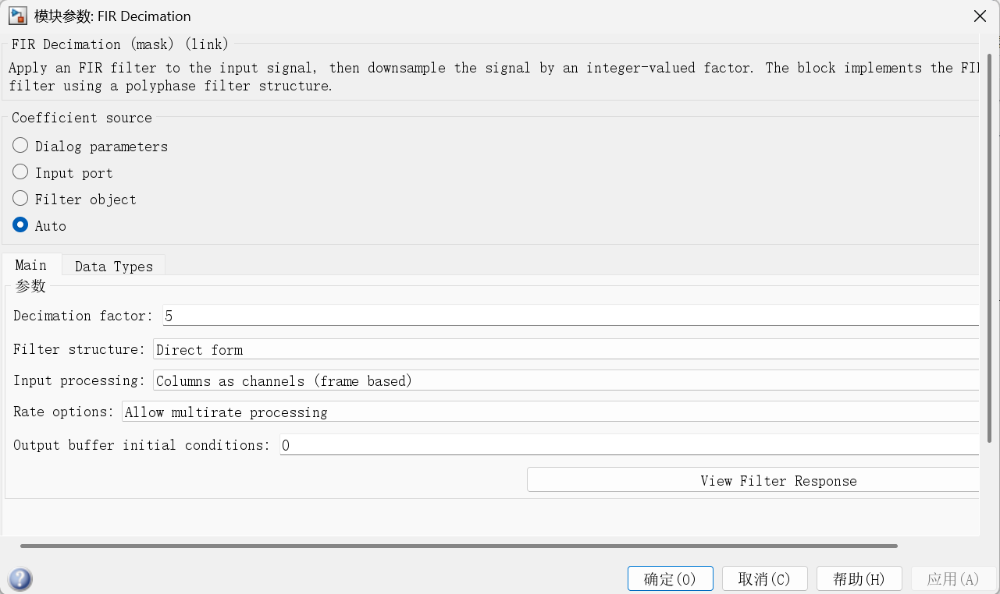 模块参数: FIR Decimation
FIR Decimation (mask) (link)
Apply an FIR filter to the input signal, then downsample the signal by an integer-valued factor. The block implements the FIR
filter using a polyphase filter structure.
Coefficient source
Dialog parameters
Input port
Filter object
Auto
Main
Data Types
参数
Decimation factor: 5
Filter structure: Direct form
Input processing: Columns as channels (frame based)
Rate options: Allow multirate processing
Output buffer initial conditions: 0
View Filter Response
?
确定(O)
取消(C)
帮助(H)
应用(A)